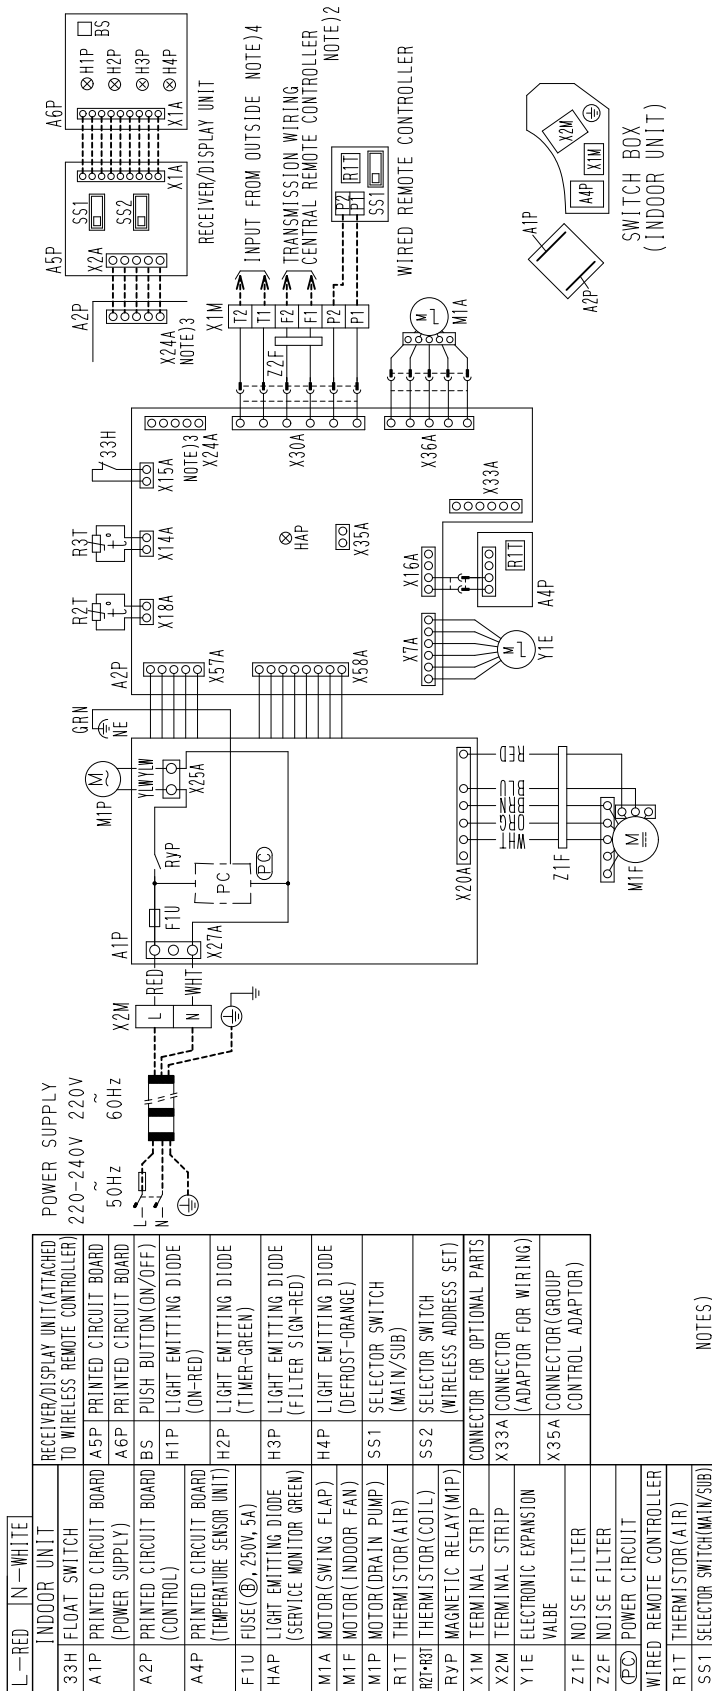 L-RED N-WHITE
INDOOR UNIT
33H FLOAT SWITCH
A1P PRINTED CIRCUIT BOARD
(POWER SUPPLY)
A2P PRINTED CIRCUIT BOARD
(CONTROL)
A4P PRINTED CIRCUIT BOARD
(TEMPERATURE SENSOR UNIT)
F1U FUSE(Ⓑ,250V,5A)
HAP LIGHT EMITTING DIODE
(SERVICE MONITOR GREEN)
M1A MOTOR(SWING FLAP)
M1F MOTOR(INDOOR FAN)
M1P MOTOR(DRAIN PUMP)
R1T THERMISTOR(AIR)
R2T•R3T THERMISTOR(COIL)
RyP MAGNETIC RELAY(M1P)
X1M TERMINAL STRIP
X2M TERMINAL STRIP
Y1E ELECTRONIC EXPANSION
VALBE
Z1F NOISE FILTER
Z2F NOISE FILTER
PC POWER CIRCUIT
WIRED REMOTE CONTROLLER
R1T THERMISTOR(AIR)
SS1 SELECTOR SWITCH(MAIN/SUB)
RECEIVER/DISPLAY UNIT(ATTACHED
TO WIRELESS REMOTE CONTROLLER)
A5P PRINTED CIRCUIT BOARD
A6P PRINTED CIRCUIT BOARD
BS PUSH BUTTON(ON/OFF)
H1P LIGHT EMITTING DIODE
(ON-RED)
H2P LIGHT EMITTING DIODE
(TIMER-GREEN)
H3P LIGHT EMITTING DIODE
(FILTER SIGN-RED)
H4P LIGHT EMITTING DIODE
(DEFROST-ORANGE)
SS1 SELECTOR SWITCH
(MAIN/SUB)
SS2 SELECTOR SWITCH
(WIRELESS ADDRESS SET)
CONNECTOR FOR OPTIONAL PARTS
X33A CONNECTOR
(ADAPTOR FOR WIRING)
X35A CONNECTOR(GROUP
CONTROL ADAPTOR)
NOTES)
POWER SUPPLY
220-240V 220V
~ ~
50Hz 60Hz
L
N
X2M
L
N
RED
WHT
A1P
X27A
F1U
RyP
PC
PC
M1P
M
~
YLW
YLW
X25A
GRN
NE
X20A
WHT
ORG
BRN
BLU
RED
Z1F
M1F
M
A2P
X57A
X58A
R2T
t°
X18A
R3T
t°
X14A
33H
X15A
NOTE)3
X24A
HAP
X35A
X7A
Y1E
M
X16A
R1T
A4P
X33A
X30A
X36A
M
M1A
Z2F
X1M
T2
T1
F2
F1
P2
P1
INPUT FROM OUTSIDE NOTE)4
TRANSMISSION WIRING
CENTRAL REMOTE CONTROLLER
NOTE)2
P2
P1
R1T
SS1
WIRED REMOTE CONTROLLER
A2P
X24A
NOTE)3
A5P
X2A
SS1
SS2
X1A
A6P
X1A
BS
H1P
H2P
H3P
H4P
RECEIVER/DISPLAY UNIT
A1P
A2P
A4P
X1M
X2M
SWITCH BOX
(INDOOR UNIT)